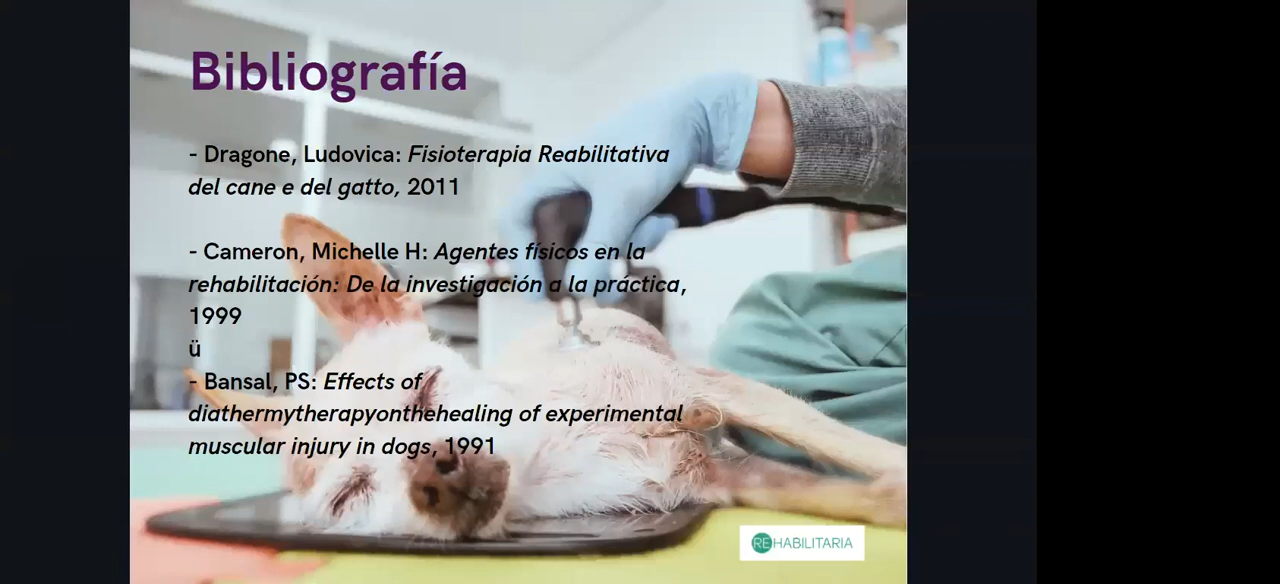 Bibliografía
- Dragone, Ludovica: Fisioterapia Reabilitativa
del cane e del gatto, 2011
- Cameron, Michelle H: Agentes físicos en la
rehabilitación: De la investigación a la práctica,
1999
ü
- Bansal, PS: Effects of
diathermytherapyonthehealing of experimental
muscular injury in dogs, 1991
REHABILITARIA